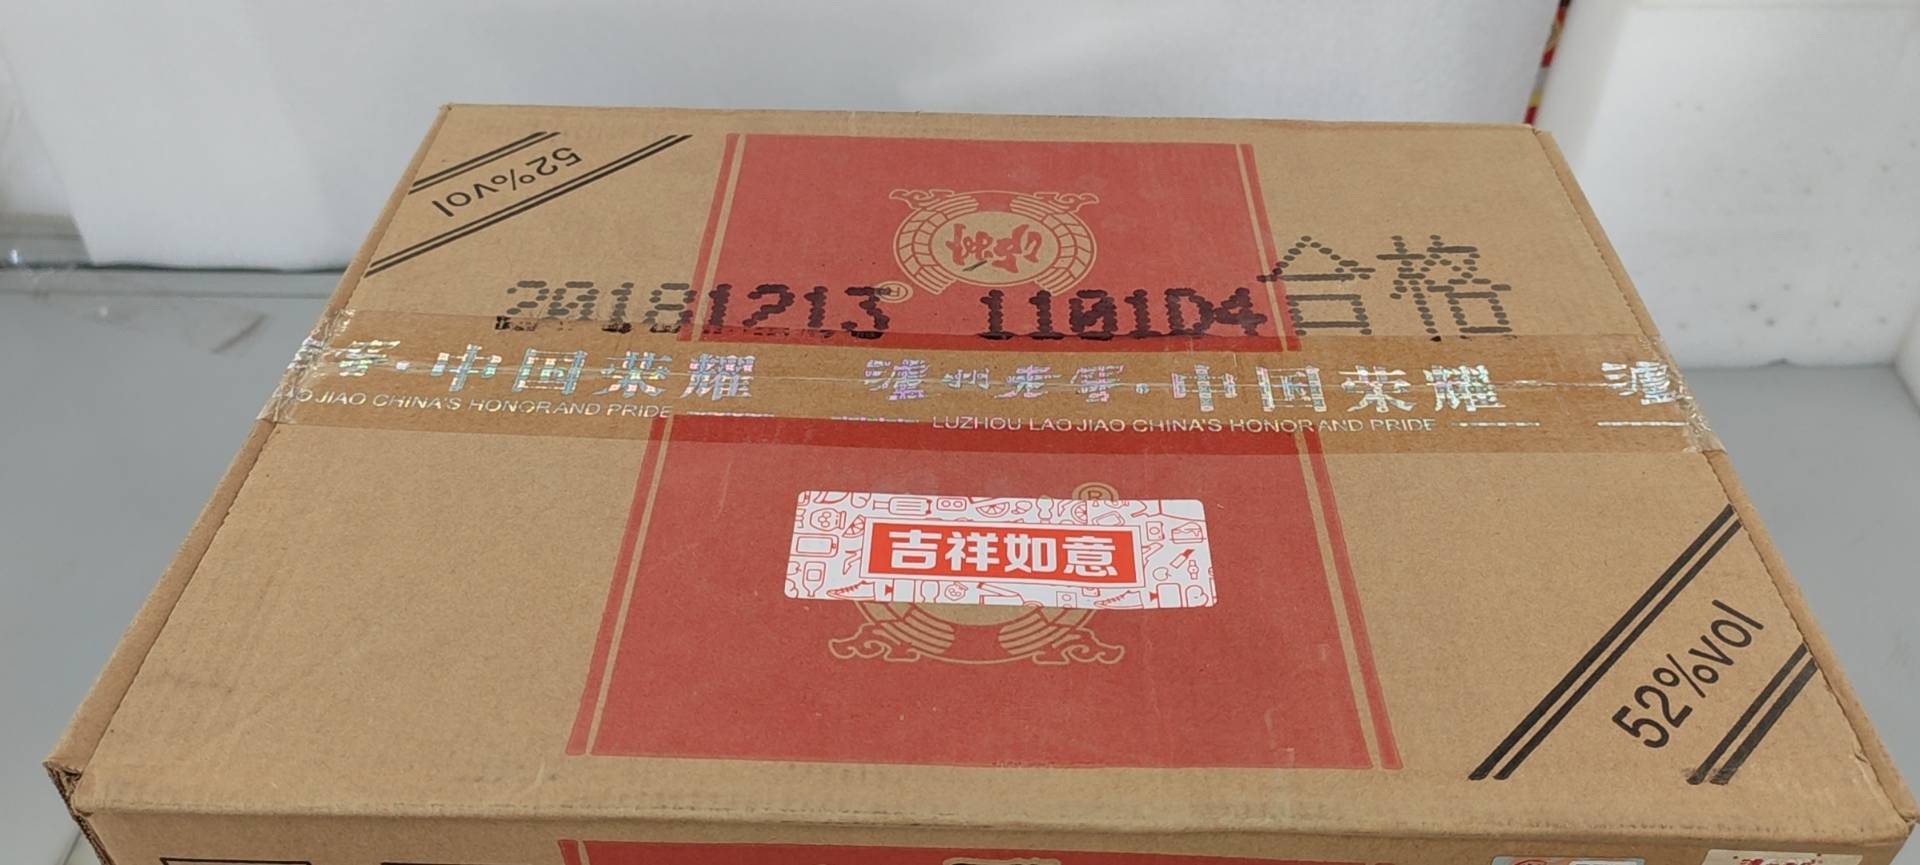 52%vol
20181213 1101D4 合格
中国荣耀 泸州老窖·中国荣耀 泸
LAO JIAO CHINA'S HONOR AND PRIDE LUZHOU LAO JIAO CHINA'S HONOR AND PRIDE
®
®
吉祥如意
52%vol